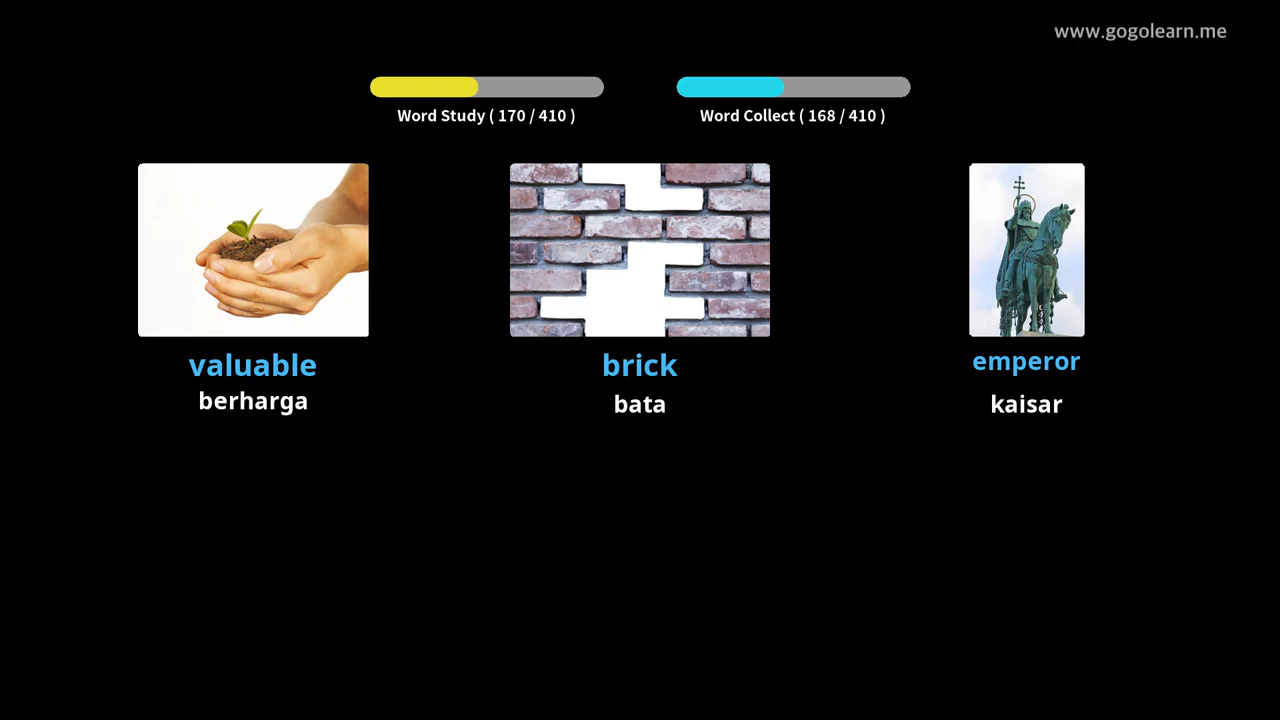 www.gogolearn.me
Word Study ( 170 / 410 )
Word Collect ( 168 / 410 )
valuable
berharga
brick
bata
emperor
kaisar